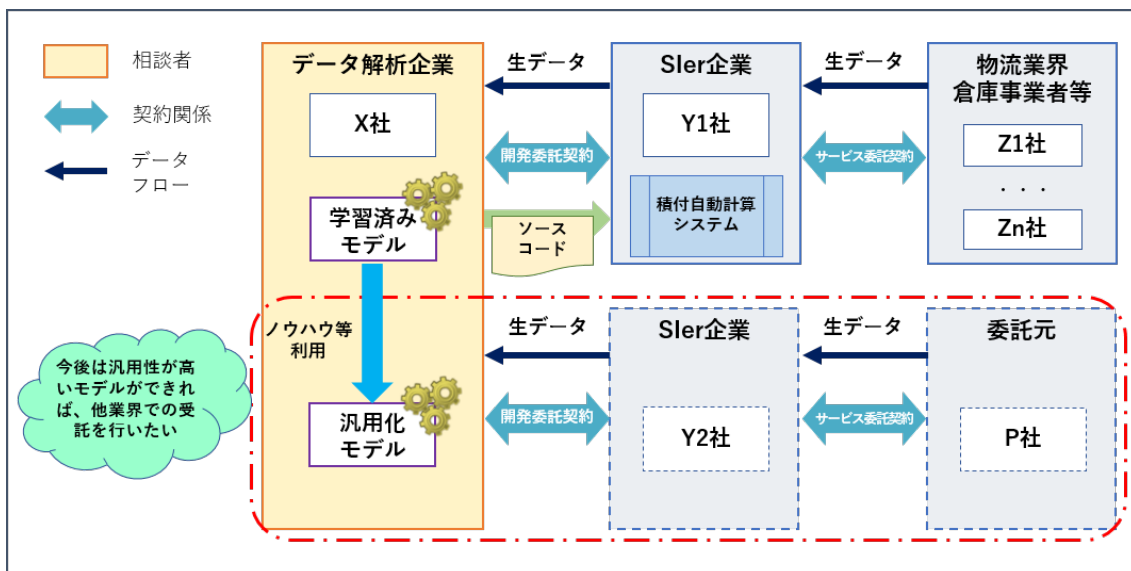 相談者
契約関係
データ
フロー
データ解析企業
X社
学習済み
モデル
ノウハウ等
利用
汎用化
モデル
生データ
開発委託契約
ソース
コード
SIer企業
Y1社
積付自動計算
システム
生データ
サービス委託契約
物流業界
倉庫事業者等
Z1社
・・・
Zn社
今後は汎用性が高
いモデルができれ
ば、他業界での受
託を行いたい
生データ
開発委託契約
SIer企業
Y2社
生データ
サービス委託契約
委託元
P社